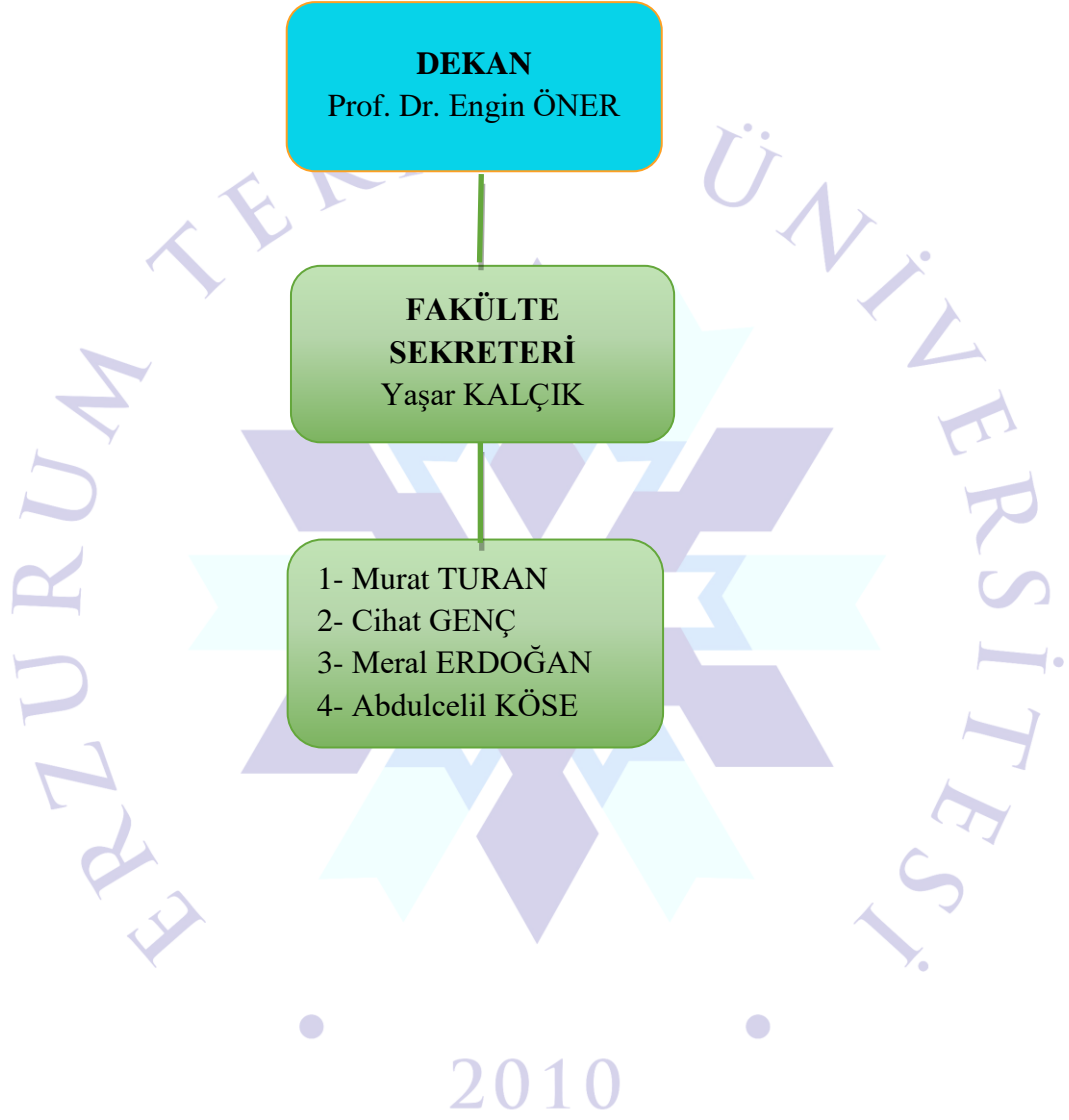 DEKAN
Prof. Dr. Engin ÖNER
FAKÜLTE
SEKRETERİ
Yaşar KALÇIK
1- Murat TURAN
2- Cihat GENÇ
3- Meral ERDOĞAN
4- Abdulcelil KÖSE
ERZURUM ÜNİVERSİTESİ
2010